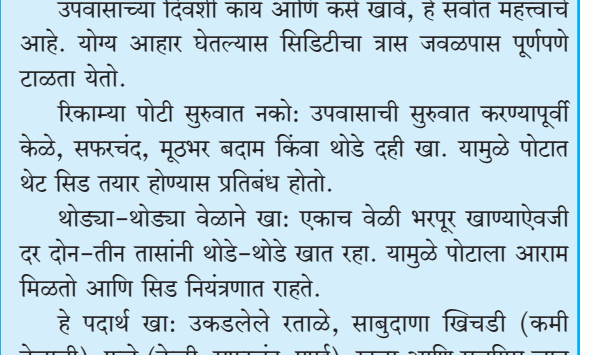 उपवासाच्या दिवशी काय आणि कसे खावे, हे सर्वात महत्त्वाचे
आहे. योग्य आहार घेतल्यास सिडिटीचा त्रास जवळपास पूर्णपणे
टाळता येतो.
रिकाम्या पोटी सुरुवात नको: उपवासाची सुरुवात करण्यापूर्वी
केळे, सफरचंद, मूठभर बदाम किंवा थोडे दही खा. यामुळे पोटात
थेट सिड तयार होण्यास प्रतिबंध होतो.
थोड्या-थोड्या वेळाने खा: एकाच वेळी भरपूर खाण्याऐवजी
दर दोन-तीन तासांनी थोडे-थोडे खात रहा. यामुळे पोटाला आराम
मिळतो आणि सिड नियंत्रणात राहते.
हे पदार्थ खा: उकडलेले रताळे, साबुदाणा खिचडी (कमी